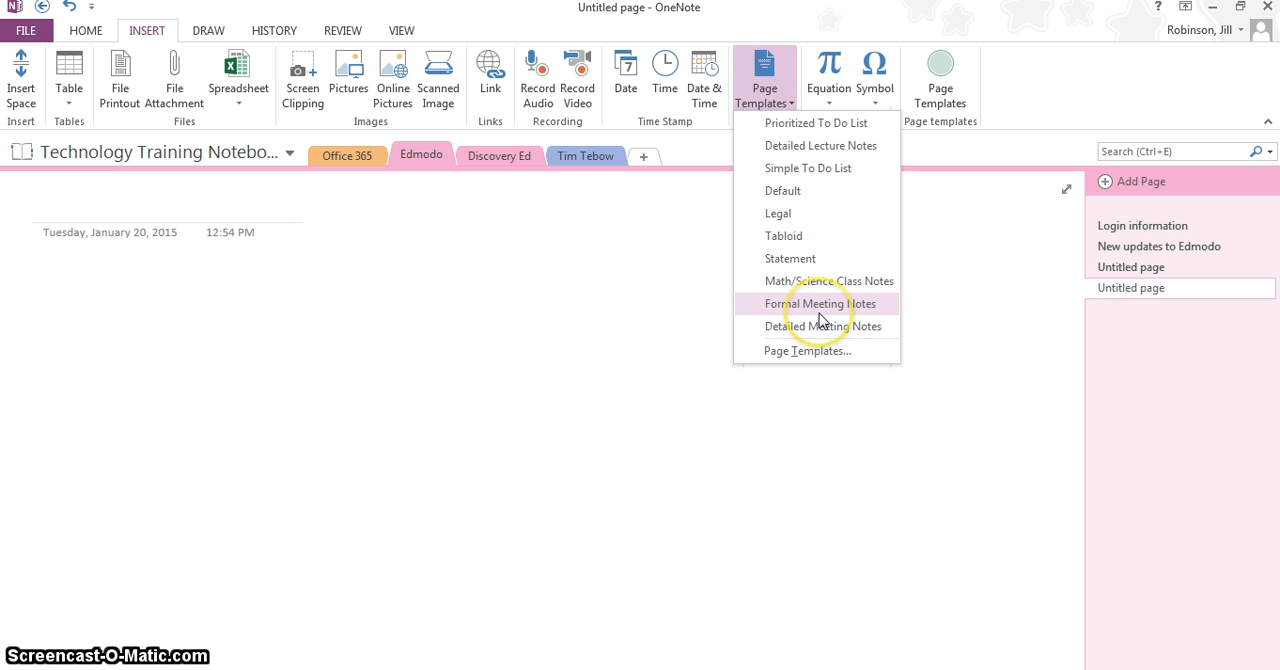 Untitled page - OneNote
?
FILE HOME INSERT DRAW HISTORY REVIEW VIEW
Robinson, Jill
Insert Space
Table
File Printout
File Attachment
Spreadsheet
Screen Clipping
Pictures
Online Pictures
Scanned Image
Link
Record Audio
Record Video
Date
Time
Date & Time
Page Templates
Equation
Symbol
Page Templates
Insert Tables Files Images Links Recording Time Stamp Page templates
Technology Training Notebo...
Office 365 Edmodo Discovery Ed Tim Tebow +
Search (Ctrl+E)
Tuesday, January 20, 2015 12:54 PM
Prioritized To Do List
Detailed Lecture Notes
Simple To Do List
Default
Legal
Tabloid
Statement
Math/Science Class Notes
Formal Meeting Notes
Detailed Meeting Notes
Page Templates...
Add Page
Login information
New updates to Edmodo
Untitled page
Untitled page
Screencast-O-Matic.com